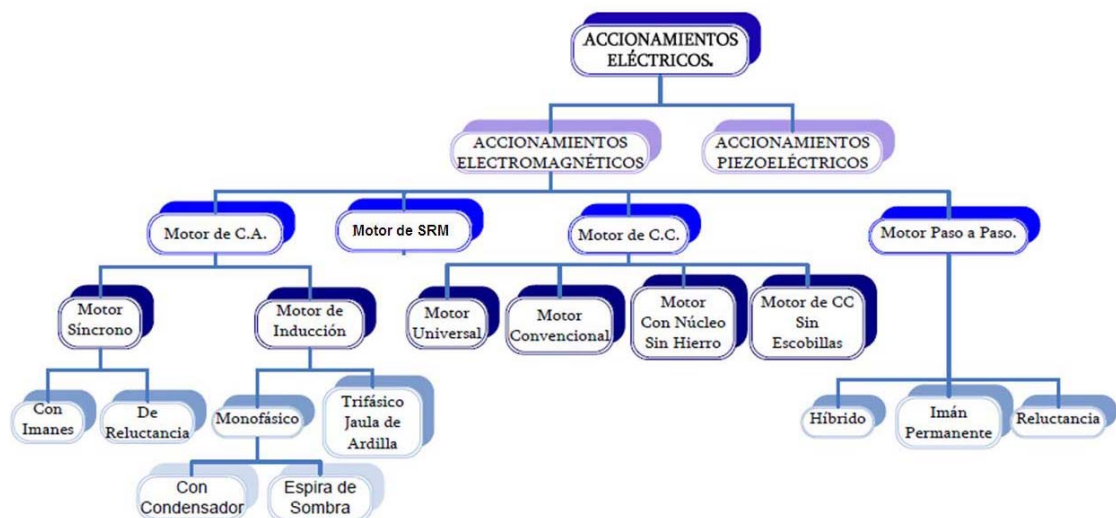 ACCIONAMIENTOS
ELÉCTRICOS.
ACCIONAMIENTOS
ELECTROMAGNÉTICOS
ACCIONAMIENTOS
PIEZOELÉCTRICOS
Motor de C.A.
Motor de SRM
Motor de C.C.
Motor Paso a Paso.
Motor
Síncrono
Motor de
Inducción
Motor
Universal
Motor
Convencional
Motor
Con Núcleo
Sin Hierro
Motor de CC
Sin
Escobillas
Con
Imanes
De
Reluctancia
Monofásico
Trifásico
Jaula de
Ardilla
Híbrido
Imán
Permanente
Reluctancia
Con
Condensador
Espira de
Sombra